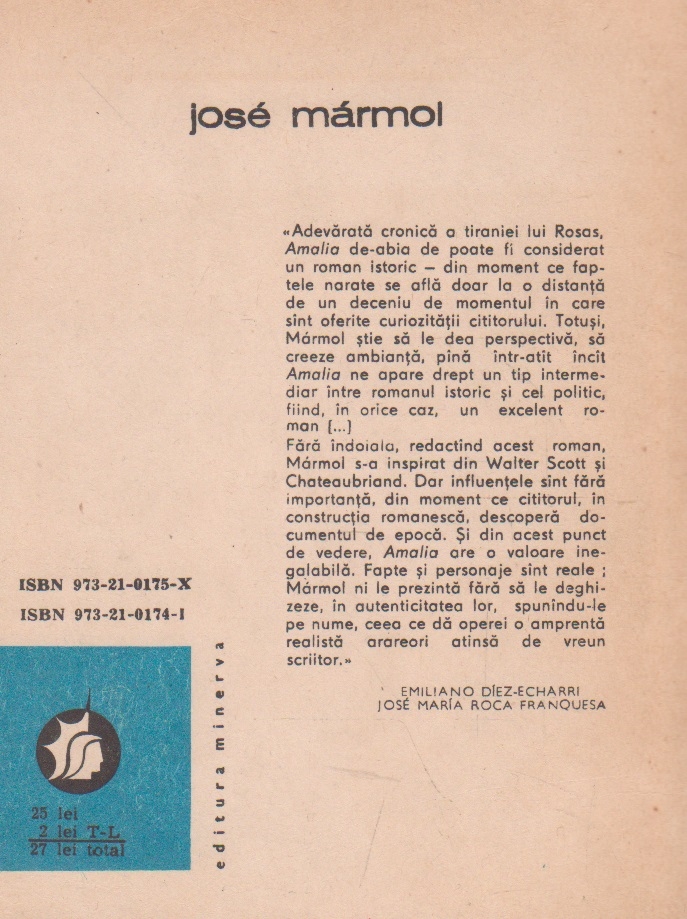 josé mármol
«Adevărată cronică a tiraniei lui Rosas,
Amalia de-abia de poate fi considerat
un roman istoric – din moment ce fap-
tele narate se află doar la o distanță
de un deceniu de momentul în care
sînt oferite curiozității cititorului. Totuși,
Mármol știe să le dea perspectivă, să
creeze ambianță, pînă într-atît încît
Amalia ne apare drept un tip interme-
diar între romanul istoric și cel politic,
fiind, în orice caz, un excelent ro-
man [...]
Fără îndoiala, redactînd acest roman,
Mármol s-a inspirat din Walter Scott și
Chateaubriand. Dar influențele sînt fără
importanță, din moment ce cititorul, în
construcția romanescă, descoperă do-
cumentul de epocă. Și din acest punct
de vedere, Amalia are o valoare ine-
galabilă. Fapte și personaje sînt reale ;
Mármol ni le prezintă fără să le deghi-
zeze, în autenticitatea lor, spunîndu-le
pe nume, ceea ce dă operei o amprentă
realistă arareori atinsă de vreun
scriitor.»
EMILIANO DÍEZ-ECHARRI
JOSÉ MARÍA ROCA FRANQUESA
ISBN 973-21-0175-X
ISBN 973-21-0174-1
editura minerva
25 lei
2 lei T-L
27 lei total